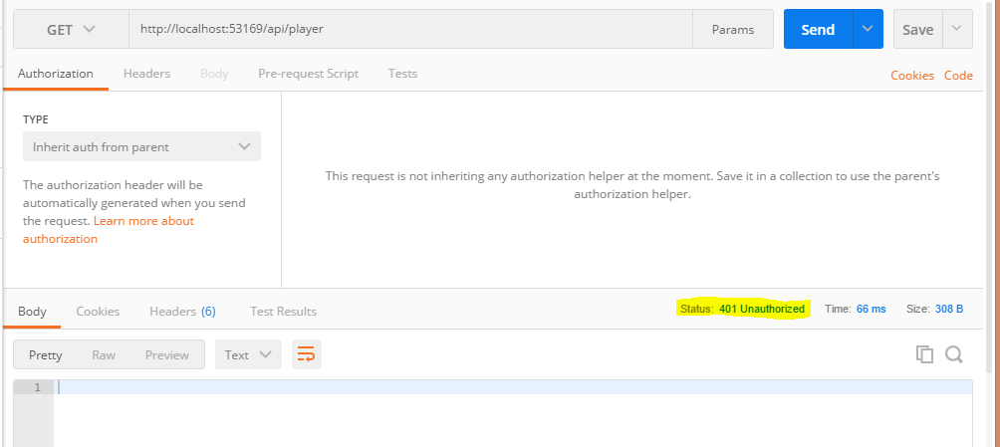 GET http://localhost:53169/api/player Params Send Save
Authorization Headers Body Pre-request Script Tests Cookies Code
TYPE
Inherit auth from parent
The authorization header will be
automatically generated when you send
the request. Learn more about
authorization
This request is not inheriting any authorization helper at the moment. Save it in a collection to use the parent's
authorization helper.
Body Cookies Headers (6) Test Results Status: 401 Unauthorized Time: 66 ms Size: 308 B
Pretty Raw Preview Text
1